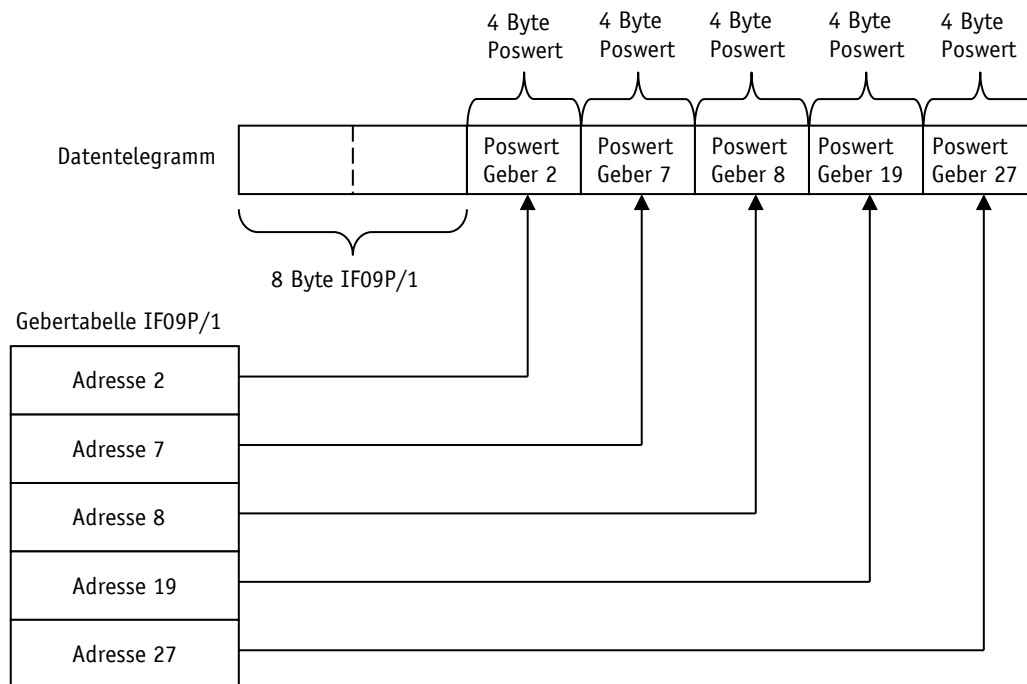 4 Byte
Poswert
4 Byte
Poswert
4 Byte
Poswert
4 Byte
Poswert
4 Byte
Poswert
Datentelegramm
Poswert
Geber 2
Poswert
Geber 7
Poswert
Geber 8
Poswert
Geber 19
Poswert
Geber 27
8 Byte IF09P/1
Gebertabelle IF09P/1
Adresse 2
Adresse 7
Adresse 8
Adresse 19
Adresse 27